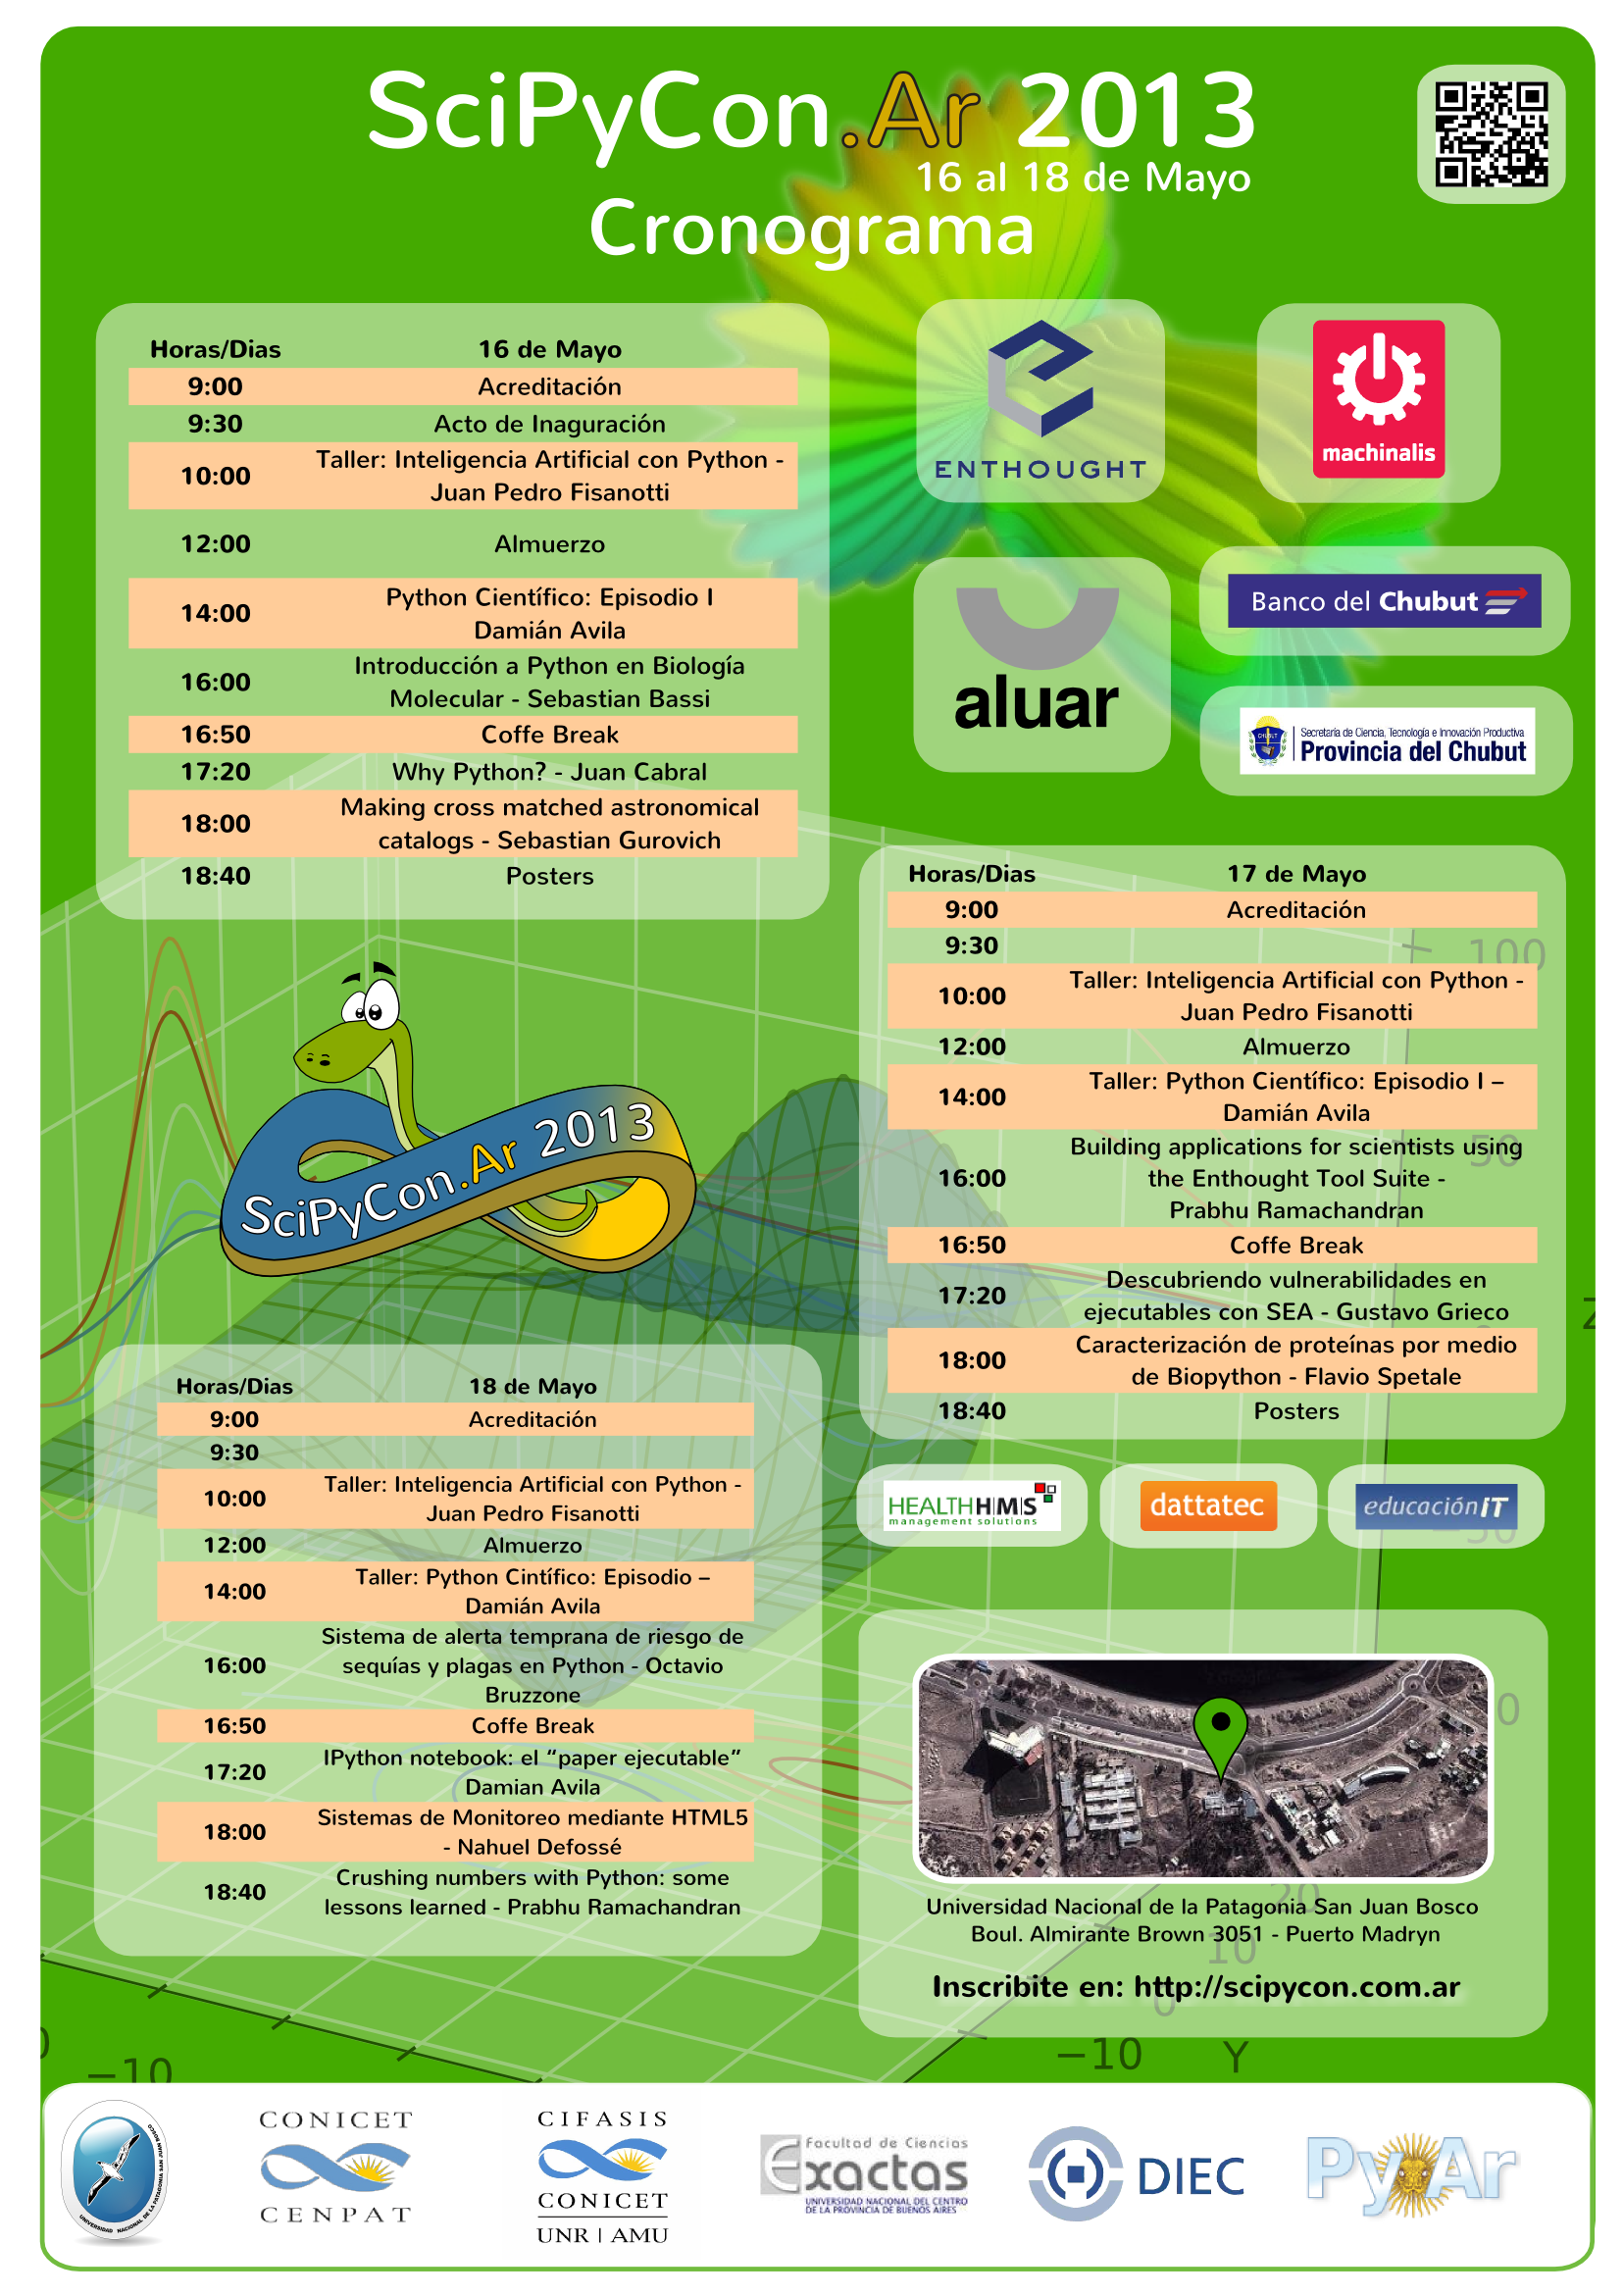 SciPyCon.Ar 2013
16 al 18 de Mayo
Cronograma
Horas/Dias 16 de Mayo
9:00 Acreditación
9:30 Acto de Inaguración
10:00 Taller: Inteligencia Artificial con Python -
Juan Pedro Fisanotti
12:00 Almuerzo
14:00 Python Científico: Episodio I
Damián Avila
16:00 Introducción a Python en Biología
Molecular - Sebastian Bassi
16:50 Coffe Break
17:20 Why Python? - Juan Cabral
18:00 Making cross matched astronomical
catalogs - Sebastian Gurovich
18:40 Posters
ENTHOUGHT
machinalis
aluar
Banco del Chubut
CHUBUT
Secretaría de Ciencia, Tecnología e Innovación Productiva
Provincia del Chubut
Horas/Dias 17 de Mayo
9:00 Acreditación
9:30
10:00 Taller: Inteligencia Artificial con Python -
Juan Pedro Fisanotti
12:00 Almuerzo
14:00 Taller: Python Científico: Episodio I –
Damián Avila
16:00 Building applications for scientists using
the Enthought Tool Suite -
Prabhu Ramachandran
16:50 Coffe Break
17:20 Descubriendo vulnerabilidades en
ejecutables con SEA - Gustavo Grieco
18:00 Caracterización de proteínas por medio
de Biopython - Flavio Spetale
18:40 Posters
100
50
Z
SciPyCon.Ar 2013
Horas/Dias 18 de Mayo
9:00 Acreditación
9:30
10:00 Taller: Inteligencia Artificial con Python -
Juan Pedro Fisanotti
12:00 Almuerzo
14:00 Taller: Python Cintífico: Episodio –
Damián Avila
16:00 Sistema de alerta temprana de riesgo de
sequías y plagas en Python - Octavio
Bruzzone
16:50 Coffe Break
17:20 IPython notebook: el “paper ejecutable”
Damian Avila
18:00 Sistemas de Monitoreo mediante HTML5
- Nahuel Defossé
18:40 Crushing numbers with Python: some
lessons learned - Prabhu Ramachandran
HEALTH HMS
management solutions
dattatec
educaciónIT
−50
0
Universidad Nacional de la Patagonia San Juan Bosco
Boul. Almirante Brown 3051 - Puerto Madryn
Inscribite en: http://scipycon.com.ar
20
10
0
−10
Y
−10
UNIVERSIDAD NACIONAL DE LA PATAGONIA SAN JUAN BOSCO
CONICET
CENPAT
CIFASIS
CONICET
UNR | AMU
Facultad de Ciencias
Exactas
UNIVERSIDAD NACIONAL DEL CENTRO
DE LA PROVINCIA DE BUENOS AIRES
DIEC
PyAr